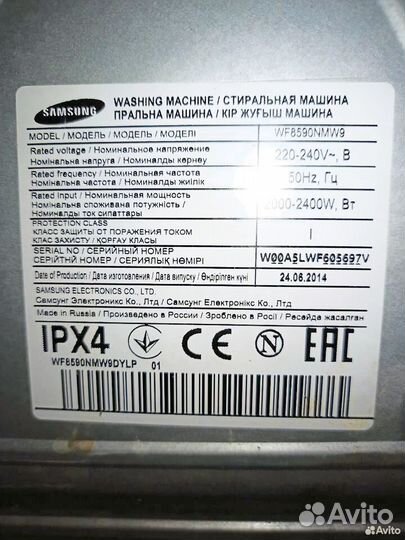 SAMSUNG
WASHING MACHINE / СТИРАЛЬНАЯ МАШИНА
ПРАЛЬНА МАШИНА / КІР ЖУҒЫШ МАШИНА
MODEL / МОДЕЛЬ / МОДЕЛЬ / МОДЕЛІ
WF8590NMW9
Rated voltage / Номинальное напряжение
Номінальна напруга / Номиналды кернеу
220-240V~, В
Rated frequency / Номинальная частота
Номінальна частота / Номиналды жиілік
50Hz, Гц
Rated input / Номинальная мощность
Номінальна споживана потужність /
Номиналды ток сипаттары
2000-2400W, Вт
PROTECTION CLASS
КЛАСС ЗАЩИТЫ ОТ ПОРАЖЕНИЯ ТОКОМ
КЛАС ЗАХИСТУ / ҚОРҒАУ КЛАСЫ
I
SERIAL NO / СЕРИЙНЫЙ НОМЕР
СЕРІЙНИЙ НОМЕР / СЕРИЯЛЫҚ НӨМІРІ
W00A5LWF605697V
Date of Production / Дата изготовления / Дата випуску / Өндірілген күні
24.06.2014
SAMSUNG ELECTRONICS CO., LTD.
Самсунг Электроникс Ко., Лтд. / Самсунг Електронікс Ко., Лтд.
Made in Russia / Произведено в России / Зроблено в Росії / Ресейде жасалған
IPX4
CE
N
EAC
WF8590NMW9DYLP 01
Avito
Avito